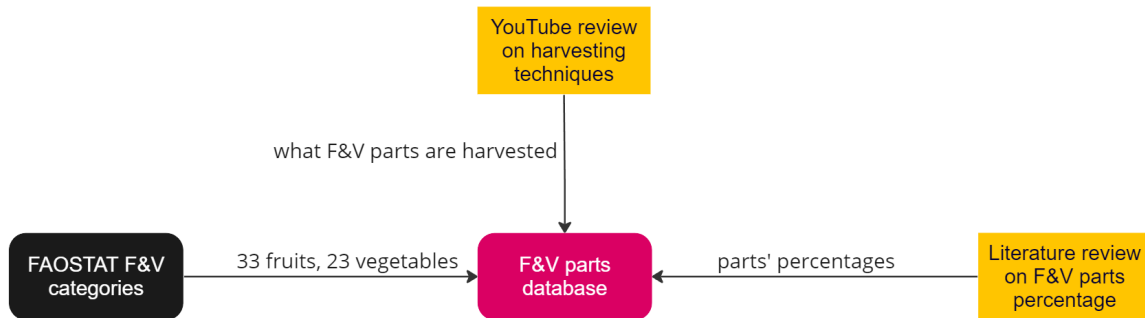 YouTube review
on harvesting
techniques
what F&V parts are harvested
FAOSTAT F&V
categories
33 fruits, 23 vegetables
F&V parts
database
parts' percentages
Literature review
on F&V parts
percentage